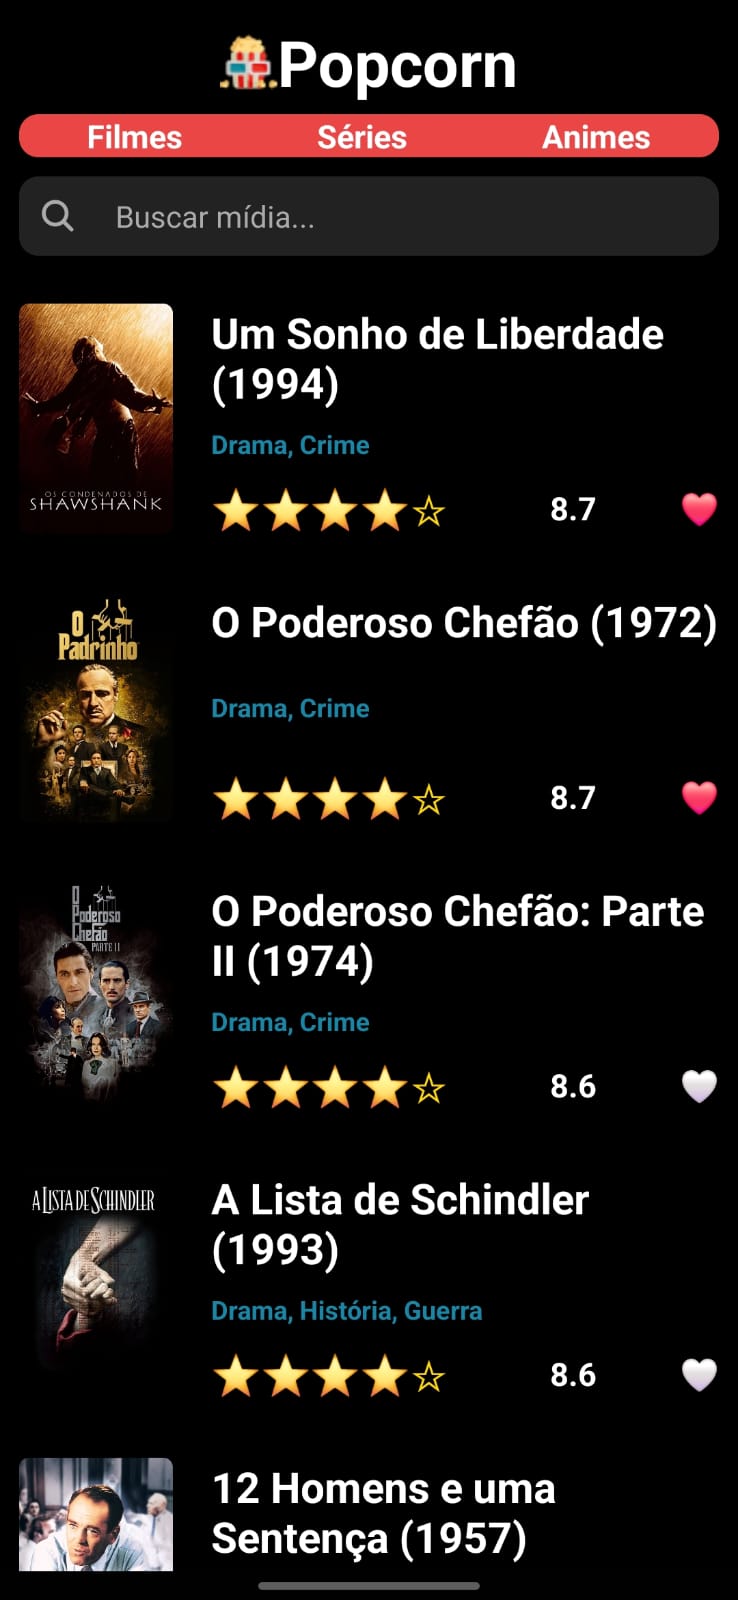 Popcorn
Filmes Séries Animes
Buscar mídia...
OS CONDENADOS DE
SHAWSHANK
Um Sonho de Liberdade
(1994)
Drama, Crime
8.7
O
Padrinho
O Poderoso Chefão (1972)
Drama, Crime
8.7
O
Poderoso
Chefão
PARTE II
O Poderoso Chefão: Parte
II (1974)
Drama, Crime
8.6
A LISTA DE SCHINDLER
A Lista de Schindler
(1993)
Drama, História, Guerra
8.6
12 Homens e uma
Sentença (1957)